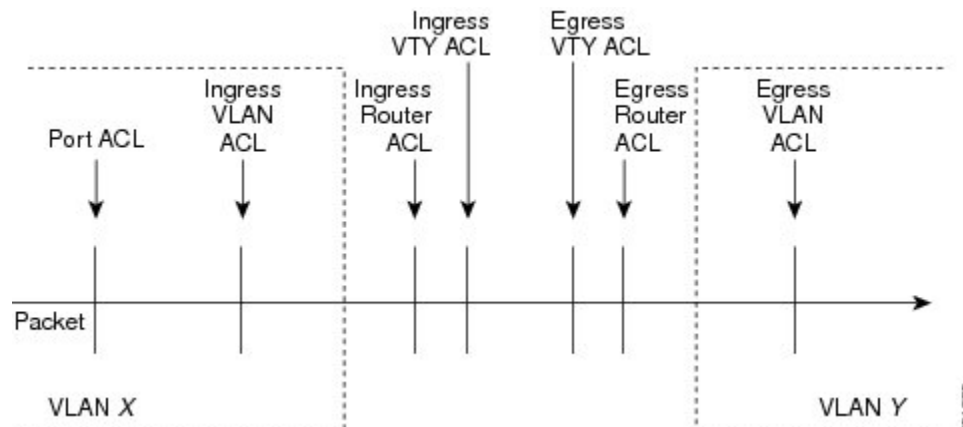 Ingress
VTY ACL
Egress
VTY ACL
Port ACL
Ingress
VLAN
ACL
Ingress
Router
ACL
Egress
Router
ACL
Egress
VLAN
ACL
Packet
VLAN X
VLAN Y